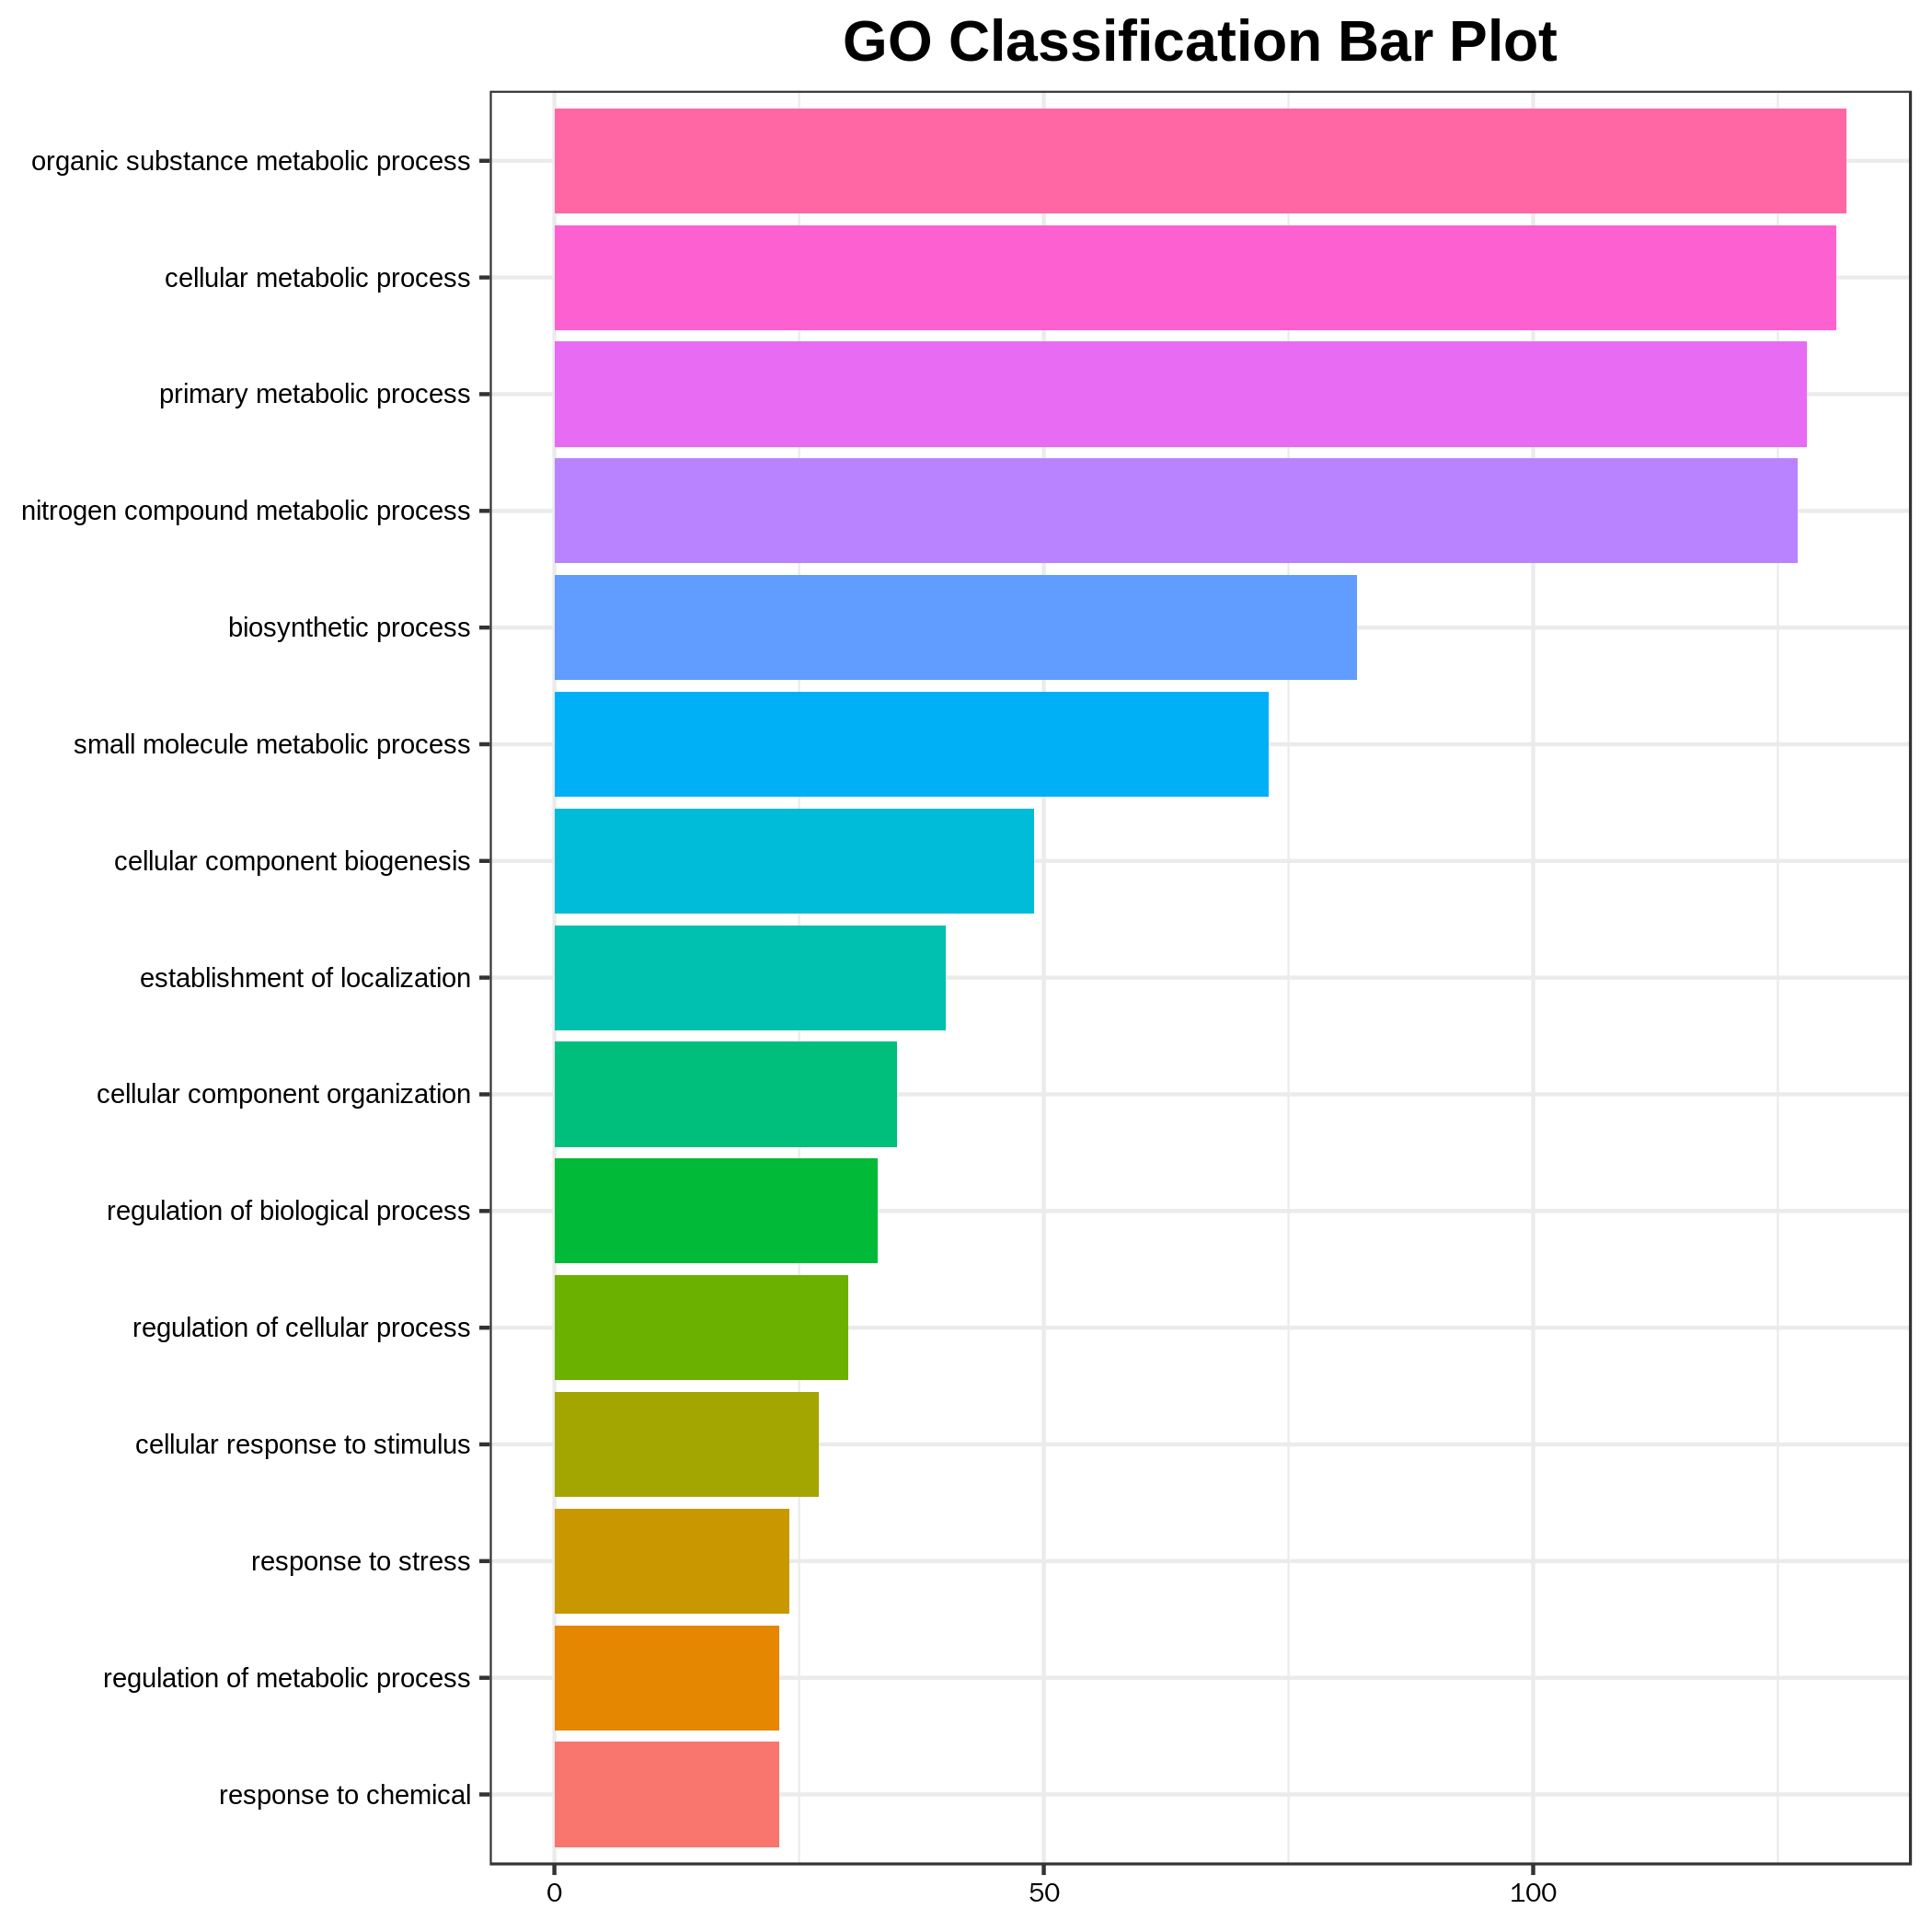 GO Classification Bar Plot
organic substance metabolic process
cellular metabolic process
primary metabolic process
nitrogen compound metabolic process
biosynthetic process
small molecule metabolic process
cellular component biogenesis
establishment of localization
cellular component organization
regulation of biological process
regulation of cellular process
cellular response to stimulus
response to stress
regulation of metabolic process
response to chemical
0 50 100